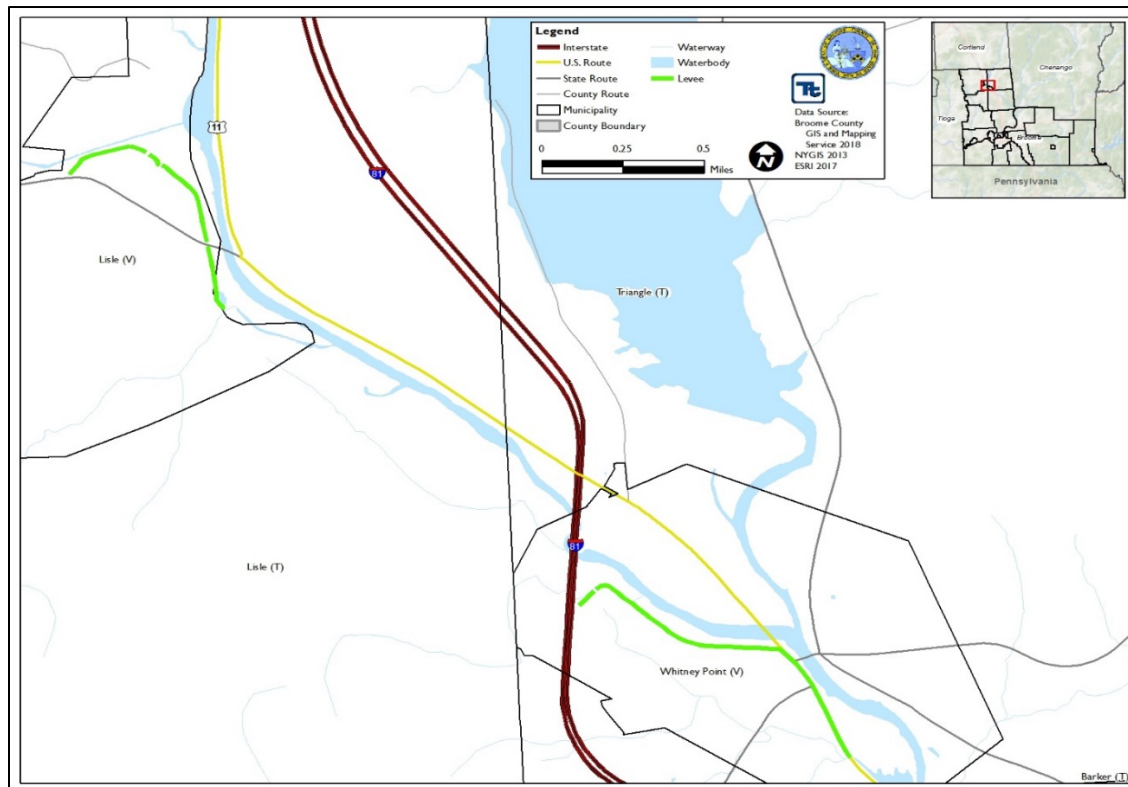 Legend
Interstate
U.S. Route
State Route
County Route
Municipality
County Boundary
Waterway
Waterbody
Levee
0 0.25 0.5
Miles
N
Data Source:
Broome County
GIS and Mapping
Service 2018
NYGIS 2013
ESRI 2017
Cortland
Chenango
Tioga
Broome
Pennsylvania
11
81
Lisle (V)
Triangle (T)
81
Lisle (T)
Whitney Point (V)
Barker (T)